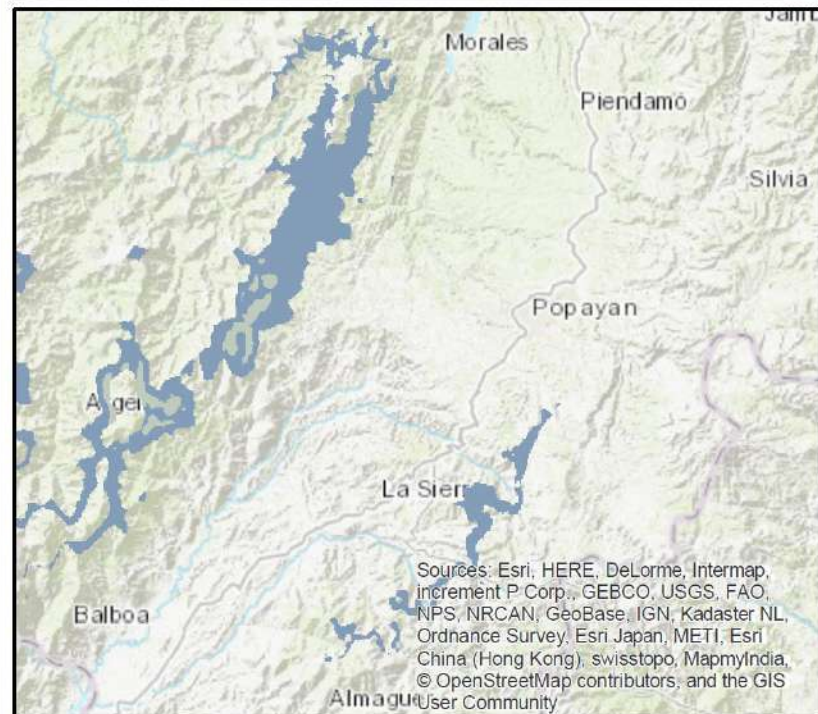 Morales
Piendamo
Silvia
Popayan
La Sierr
Sources: Esri, HERE, DeLorme, Intermap,
increment P Corp., GEBCO, USGS, FAO,
NPS, NRCAN, GeoBase, IGN, Kadaster NL,
Ordnance Survey, Esri Japan, METI, Esri
China (Hong Kong), swisstopo, MapmyIndia,
© OpenStreetMap contributors, and the GIS
User Community
Balboa
Almague